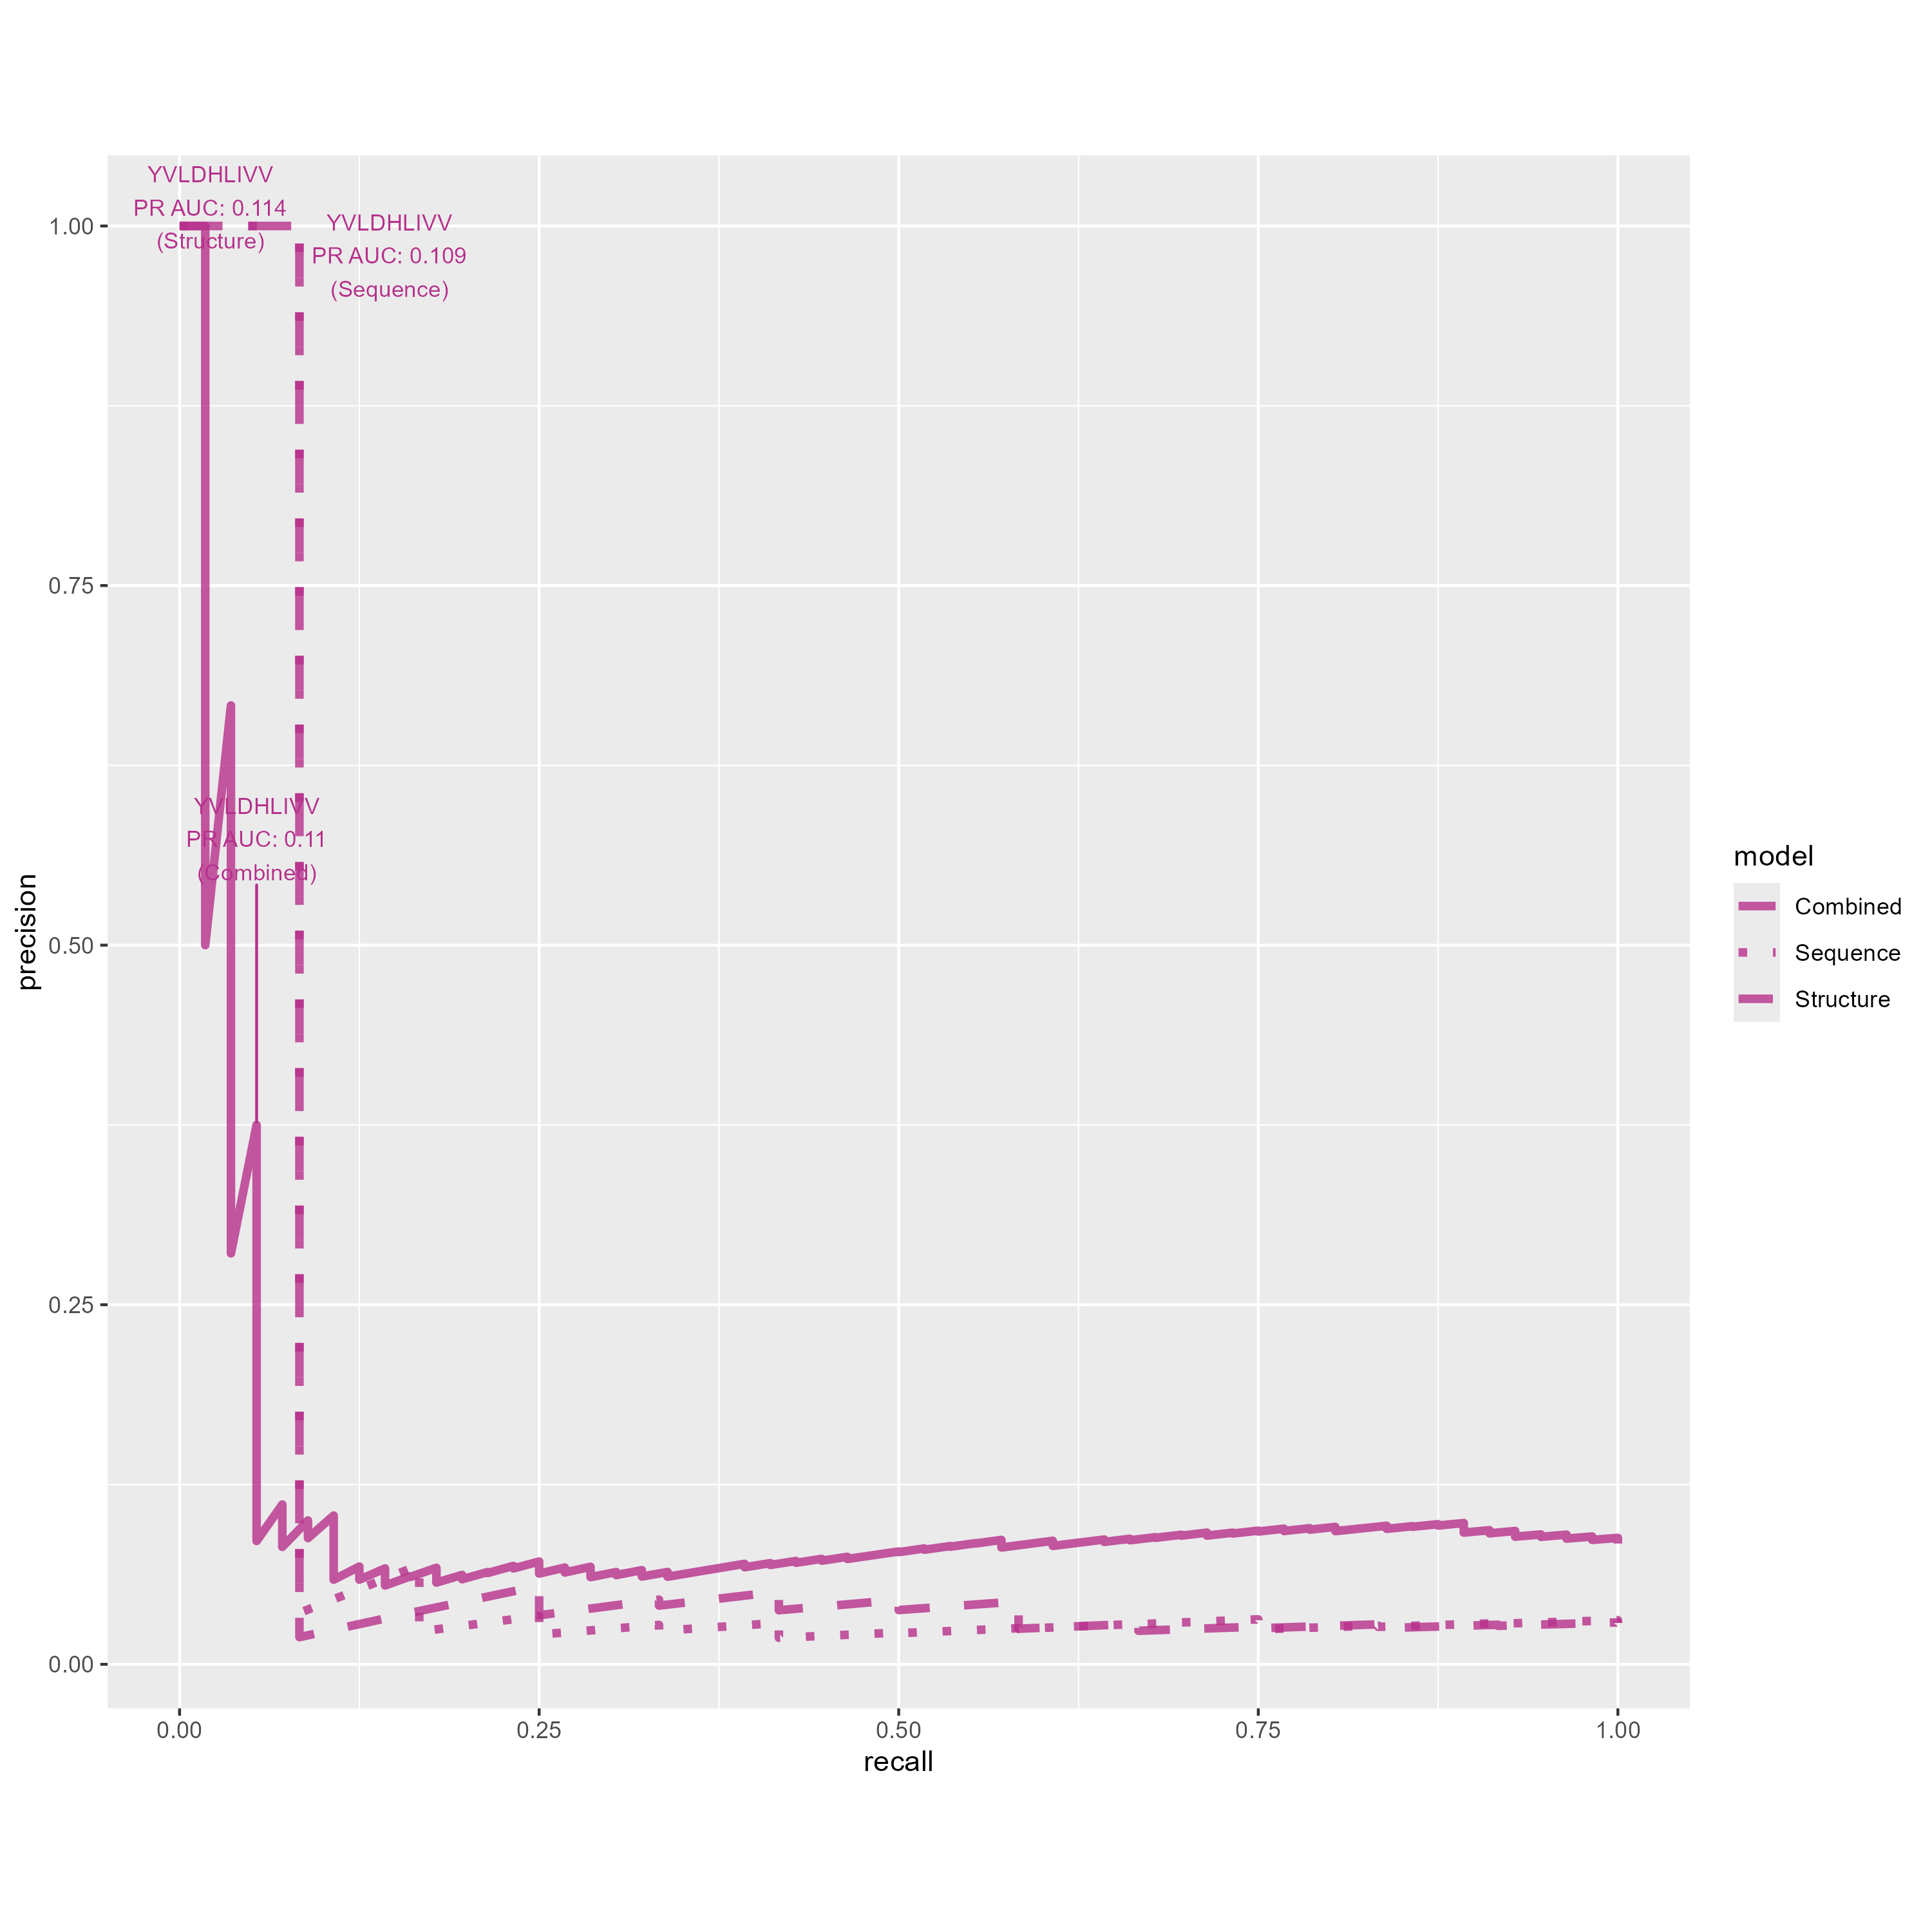 YVLDHLIVV
PR AUC: 0.114
(Structure)
YVLDHLIVV
PR AUC: 0.109
(Sequence)
YVLDHLIVV
PR AUC: 0.11
(Combined)
precision
1.00
0.75
0.50
0.25
0.00
0.00
0.25
0.50
0.75
1.00
recall
model
Combined
Sequence
Structure